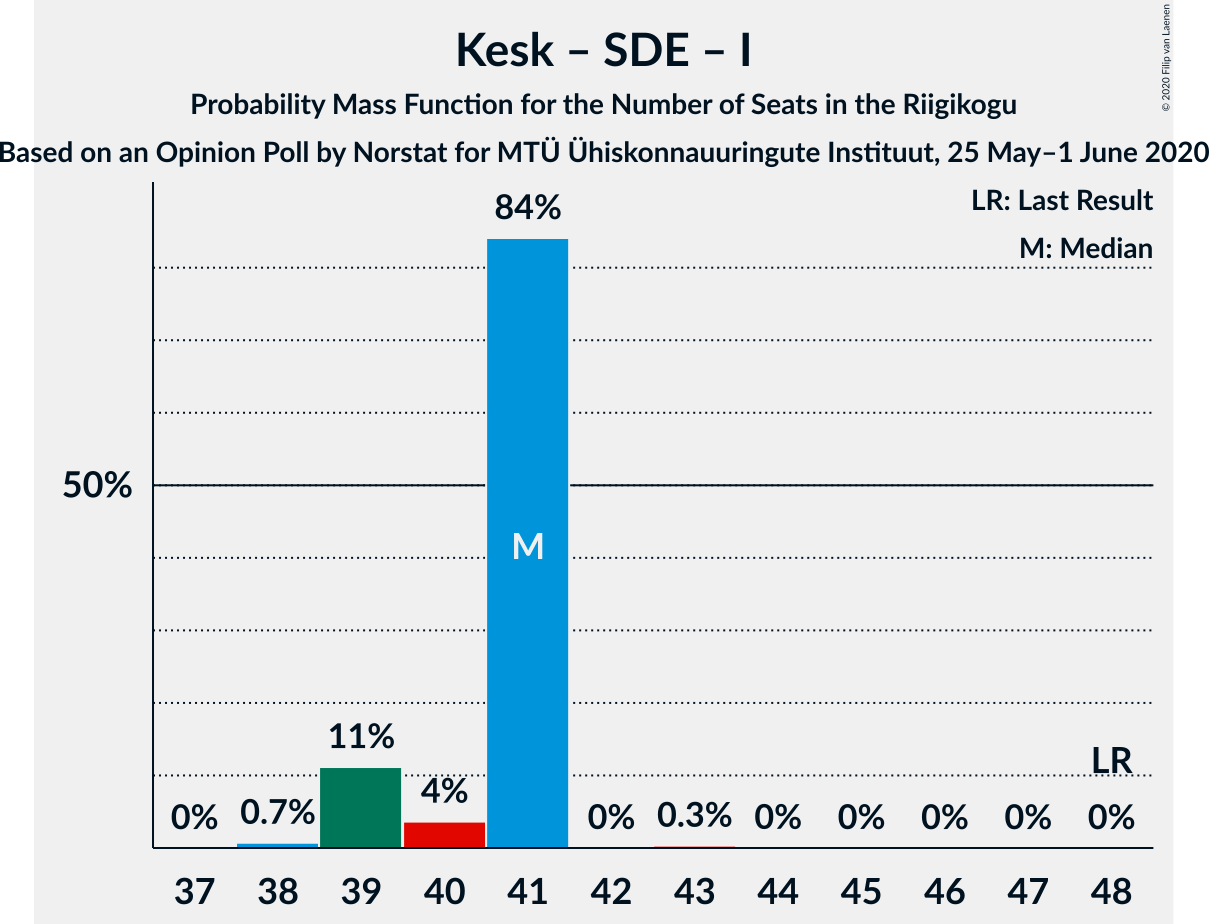 Kesk – SDE – I
Probability Mass Function for the Number of Seats in the Riigikogu
Based on an Opinion Poll by Norstat for MTÜ Ühiskonnauuringute Instituut, 25 May–1 June 2020
© 2020 Filip van Laenen
LR: Last Result
M: Median
84%
50%
M
11%
4%
LR
0% 0.7% 0% 0.3% 0% 0% 0% 0% 0%
37 38 39 40 41 42 43 44 45 46 47 48